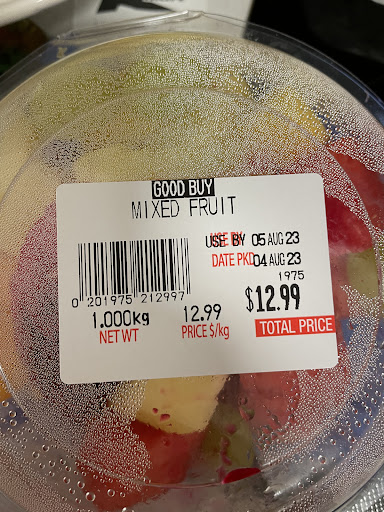 GOOD BUY
MIXED FRUIT
USE BY 05 AUG 23
DATE PKD 04 AUG 23
1975
0 201975 212997
1.000kg 12.99 $12.99
NET WT PRICE $/kg TOTAL PRICE